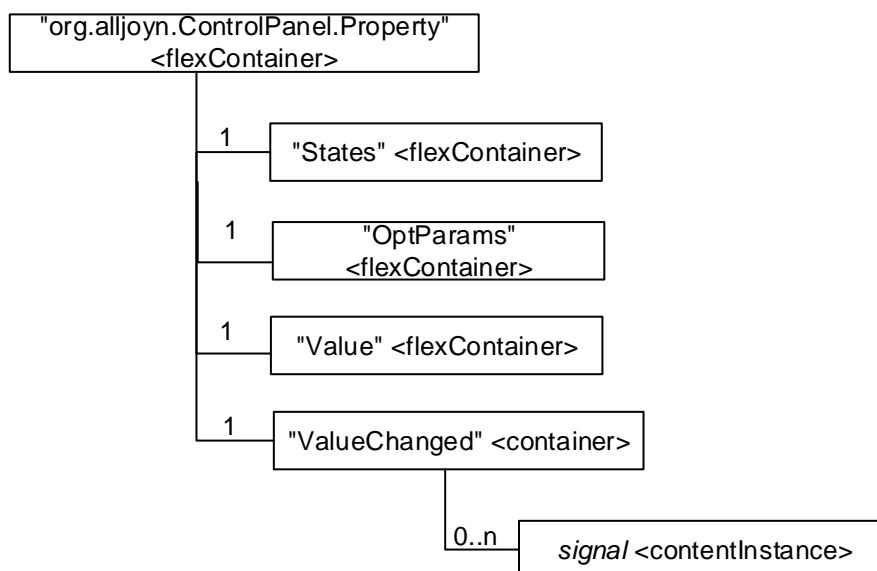 "org.alljoyn.ControlPanel.Property"
<flexContainer>
1
"States" <flexContainer>
1
"OptParams"
<flexContainer>
1
"Value" <flexContainer>
1
"ValueChanged" <container>
0..n
signal <contentInstance>